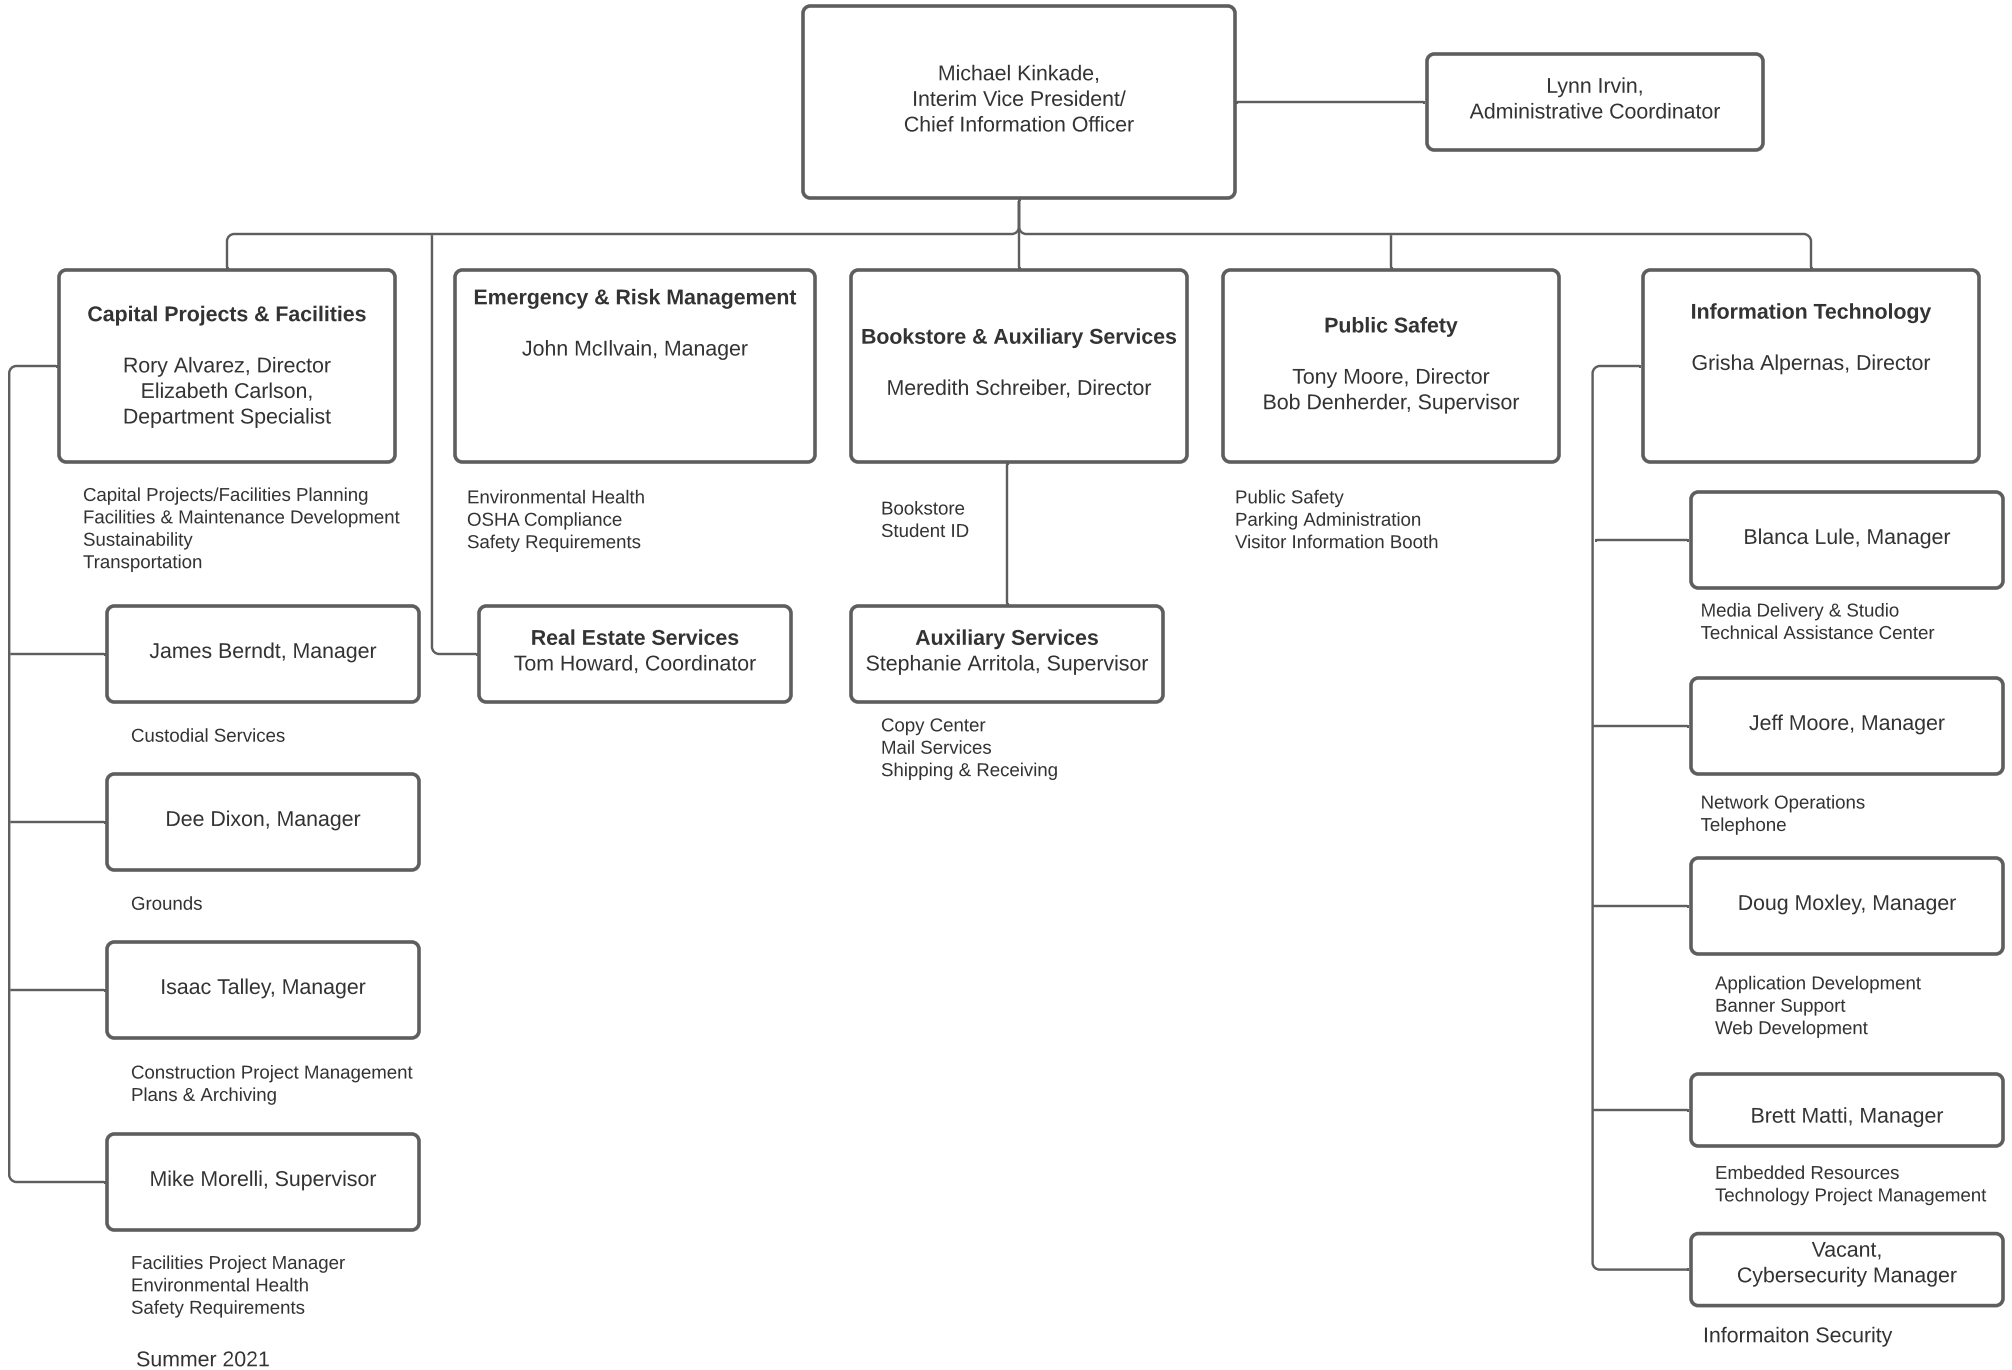 Michael Kinkade,
Interim Vice President/
Chief Information Officer
Lynn Irvin,
Administrative Coordinator
Capital Projects & Facilities
Rory Alvarez, Director
Elizabeth Carlson,
Department Specialist
Capital Projects/Facilities Planning
Facilities & Maintenance Development
Sustainability
Transportation
James Berndt, Manager
Custodial Services
Dee Dixon, Manager
Grounds
Isaac Talley, Manager
Construction Project Management
Plans & Archiving
Mike Morelli, Supervisor
Facilities Project Manager
Environmental Health
Safety Requirements
Emergency & Risk Management
John McIlvain, Manager
Environmental Health
OSHA Compliance
Safety Requirements
Real Estate Services
Tom Howard, Coordinator
Bookstore & Auxiliary Services
Meredith Schreiber, Director
Bookstore
Student ID
Auxiliary Services
Stephanie Arritola, Supervisor
Copy Center
Mail Services
Shipping & Receiving
Public Safety
Tony Moore, Director
Bob Denherder, Supervisor
Public Safety
Parking Administration
Visitor Information Booth
Information Technology
Grisha Alpernas, Director
Blanca Lule, Manager
Media Delivery & Studio
Technical Assistance Center
Jeff Moore, Manager
Network Operations
Telephone
Doug Moxley, Manager
Application Development
Banner Support
Web Development
Brett Matti, Manager
Embedded Resources
Technology Project Management
Vacant,
Cybersecurity Manager
Informaiton Security
Summer 2021